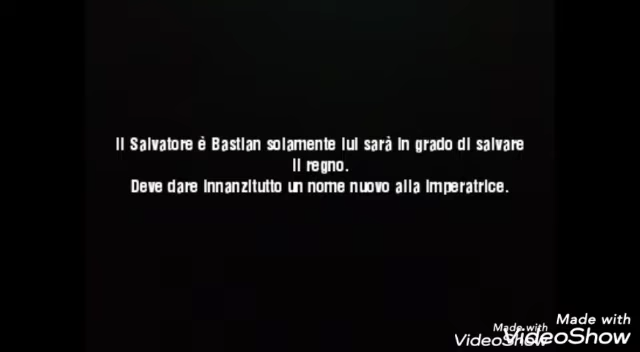 Il Salvatore è Bastian solamente lui sarà in grado di salvare
il regno.
Deve dare innanzitutto un nome nuovo alla imperatrice.
Made with
VideoShow
Made with
VideoShow